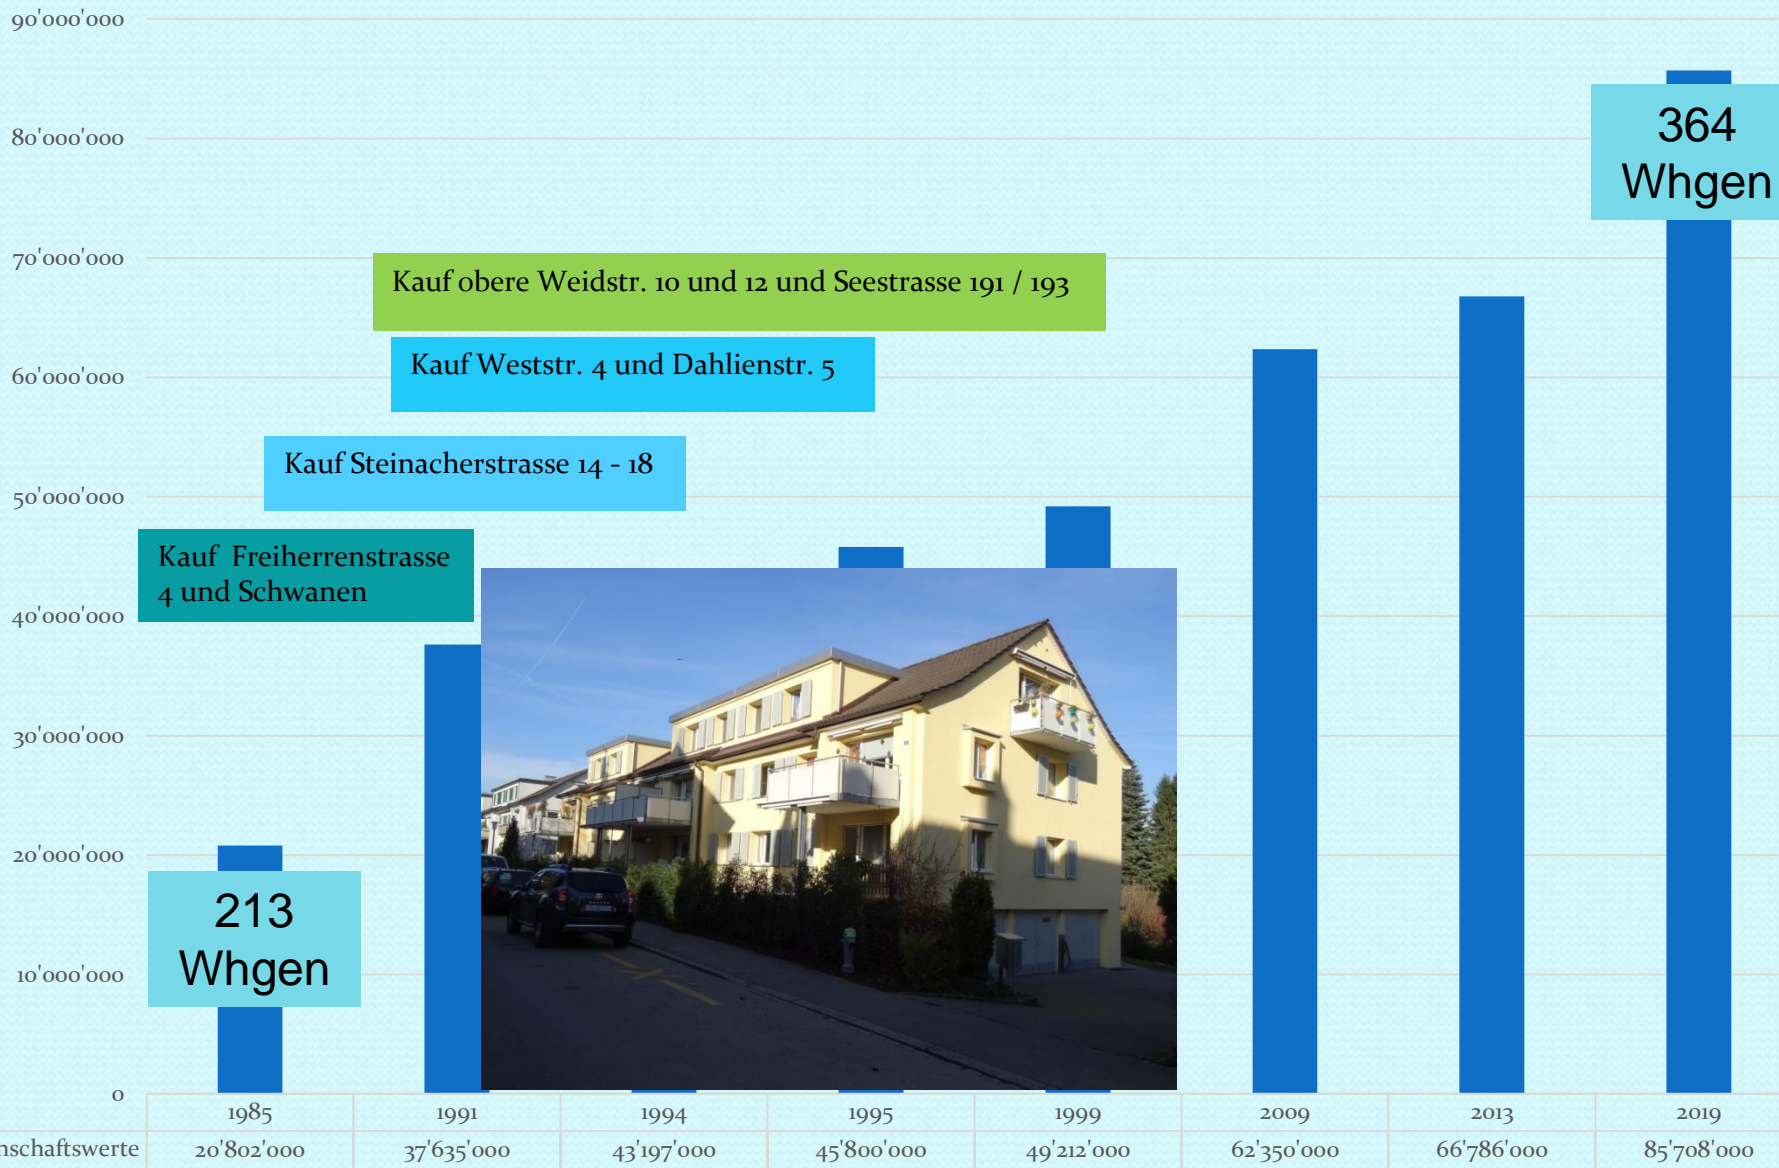 90'000'000
80'000'000
70'000'000
60'000'000
50'000'000
40'000'000
30'000'000
20'000'000
10'000'000
0
364
Whgen
Kauf obere Weidstr. 10 und 12 und Seestrasse 191 / 193
Kauf Weststr. 4 und Dahlienstr. 5
Kauf Steinacherstrasse 14 - 18
Kauf Freiherrenstrasse
4 und Schwanen
213
Whgen
1985 1991 1994 1995 1999 2009 2013 2019
nschaftswerte 20'802'000 37'635'000 43'197'000 45'800'000 49'212'000 62'350'000 66'786'000 85'708'000